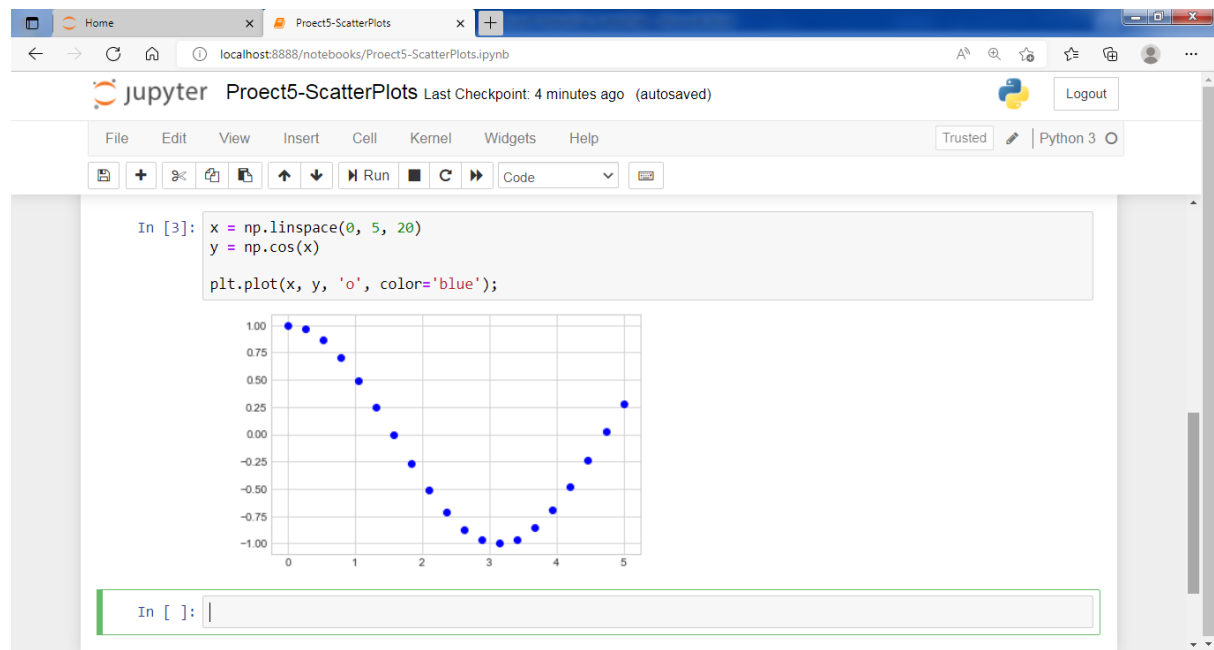 Home
Proect5-ScatterPlots
localhost:8888/notebooks/Proect5-ScatterPlots.ipynb
jupyter Proect5-ScatterPlots Last Checkpoint: 4 minutes ago (autosaved)
Logout
File Edit View Insert Cell Kernel Widgets Help
Trusted
Python 3
Run
Code
In [3]: x = np.linspace(0, 5, 20)
y = np.cos(x)
plt.plot(x, y, 'o', color='blue');
1.00
0.75
0.50
0.25
0.00
−0.25
−0.50
−0.75
−1.00
0 1 2 3 4 5
In [ ]: